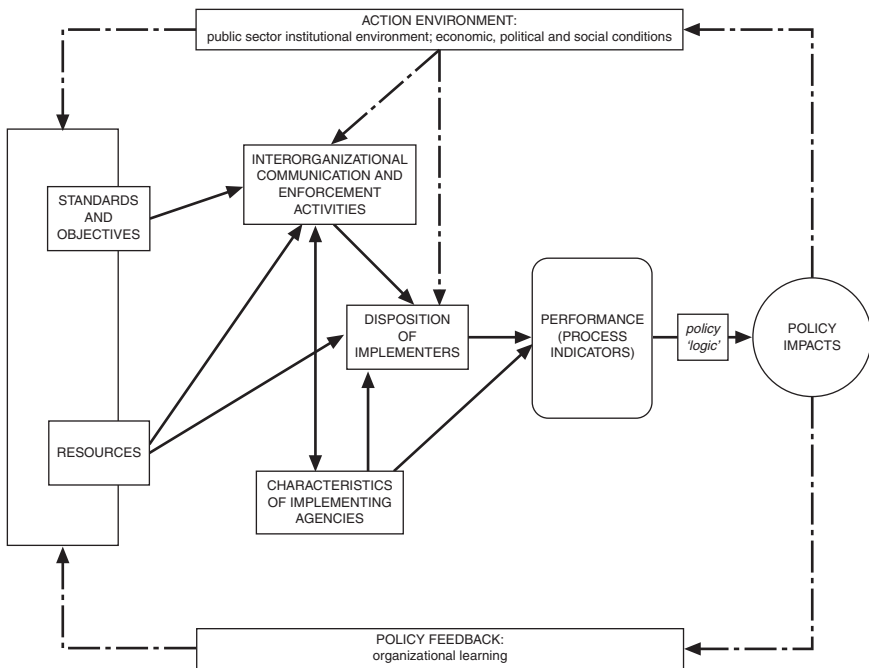 ACTION ENVIRONMENT:
public sector institutional environment; economic, political and social conditions
INTERORGANIZATIONAL
COMMUNICATION AND
ENFORCEMENT
ACTIVITIES
STANDARDS
AND
OBJECTIVES
DISPOSITION
OF
IMPLEMENTERS
PERFORMANCE
(PROCESS
INDICATORS)
policy
‘logic’
POLICY
IMPACTS
RESOURCES
CHARACTERISTICS
OF IMPLEMENTING
AGENCIES
POLICY FEEDBACK:
organizational learning